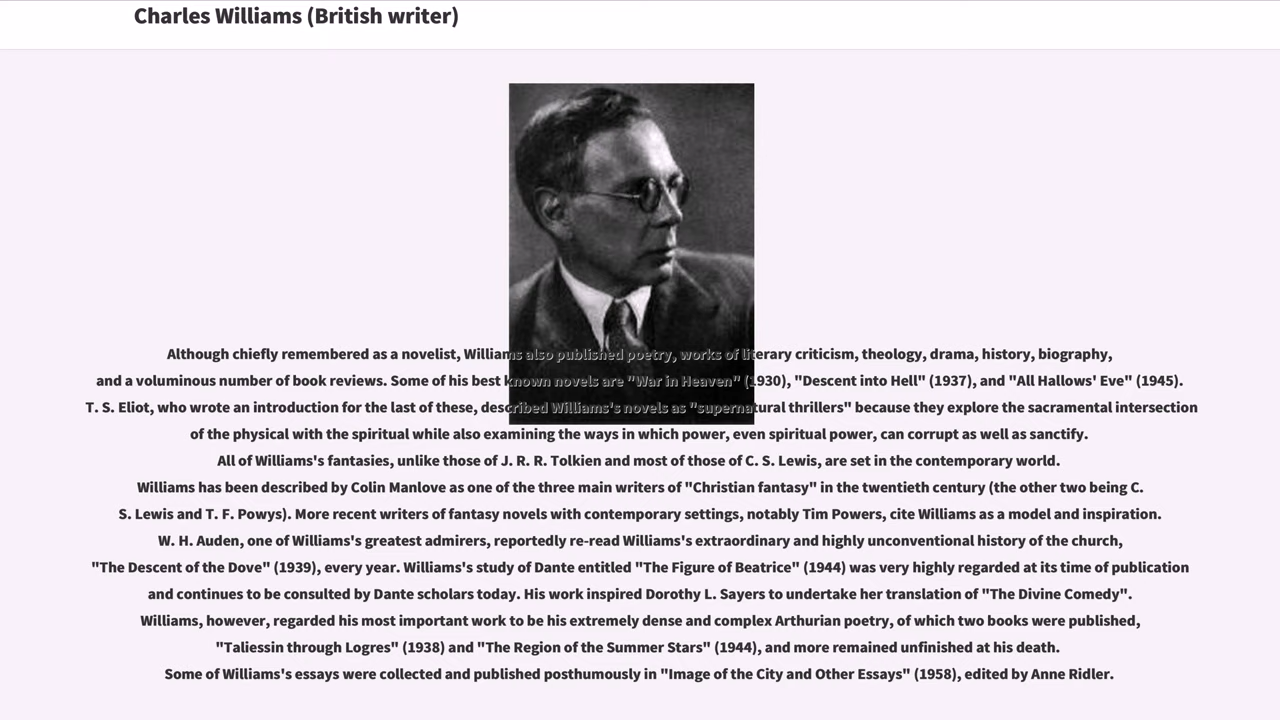 Charles Williams (British writer)
Although chiefly remembered as a novelist, Williams also published poetry, works of literary criticism, theology, drama, history, biography,
and a voluminous number of book reviews. Some of his best known novels are "War in Heaven" (1930), "Descent into Hell" (1937), and "All Hallows' Eve" (1945).
T. S. Eliot, who wrote an introduction for the last of these, described Williams's novels as "supernatural thrillers" because they explore the sacramental intersection
of the physical with the spiritual while also examining the ways in which power, even spiritual power, can corrupt as well as sanctify.
All of Williams's fantasies, unlike those of J. R. R. Tolkien and most of those of C. S. Lewis, are set in the contemporary world.
Williams has been described by Colin Manlove as one of the three main writers of "Christian fantasy" in the twentieth century (the other two being C.
S. Lewis and T. F. Powys). More recent writers of fantasy novels with contemporary settings, notably Tim Powers, cite Williams as a model and inspiration.
W. H. Auden, one of Williams's greatest admirers, reportedly re-read Williams's extraordinary and highly unconventional history of the church,
"The Descent of the Dove" (1939), every year. Williams's study of Dante entitled "The Figure of Beatrice" (1944) was very highly regarded at its time of publication
and continues to be consulted by Dante scholars today. His work inspired Dorothy L. Sayers to undertake her translation of "The Divine Comedy".
Williams, however, regarded his most important work to be his extremely dense and complex Arthurian poetry, of which two books were published,
"Taliessin through Logres" (1938) and "The Region of the Summer Stars" (1944), and more remained unfinished at his death.
Some of Williams's essays were collected and published posthumously in "Image of the City and Other Essays" (1958), edited by Anne Ridler.